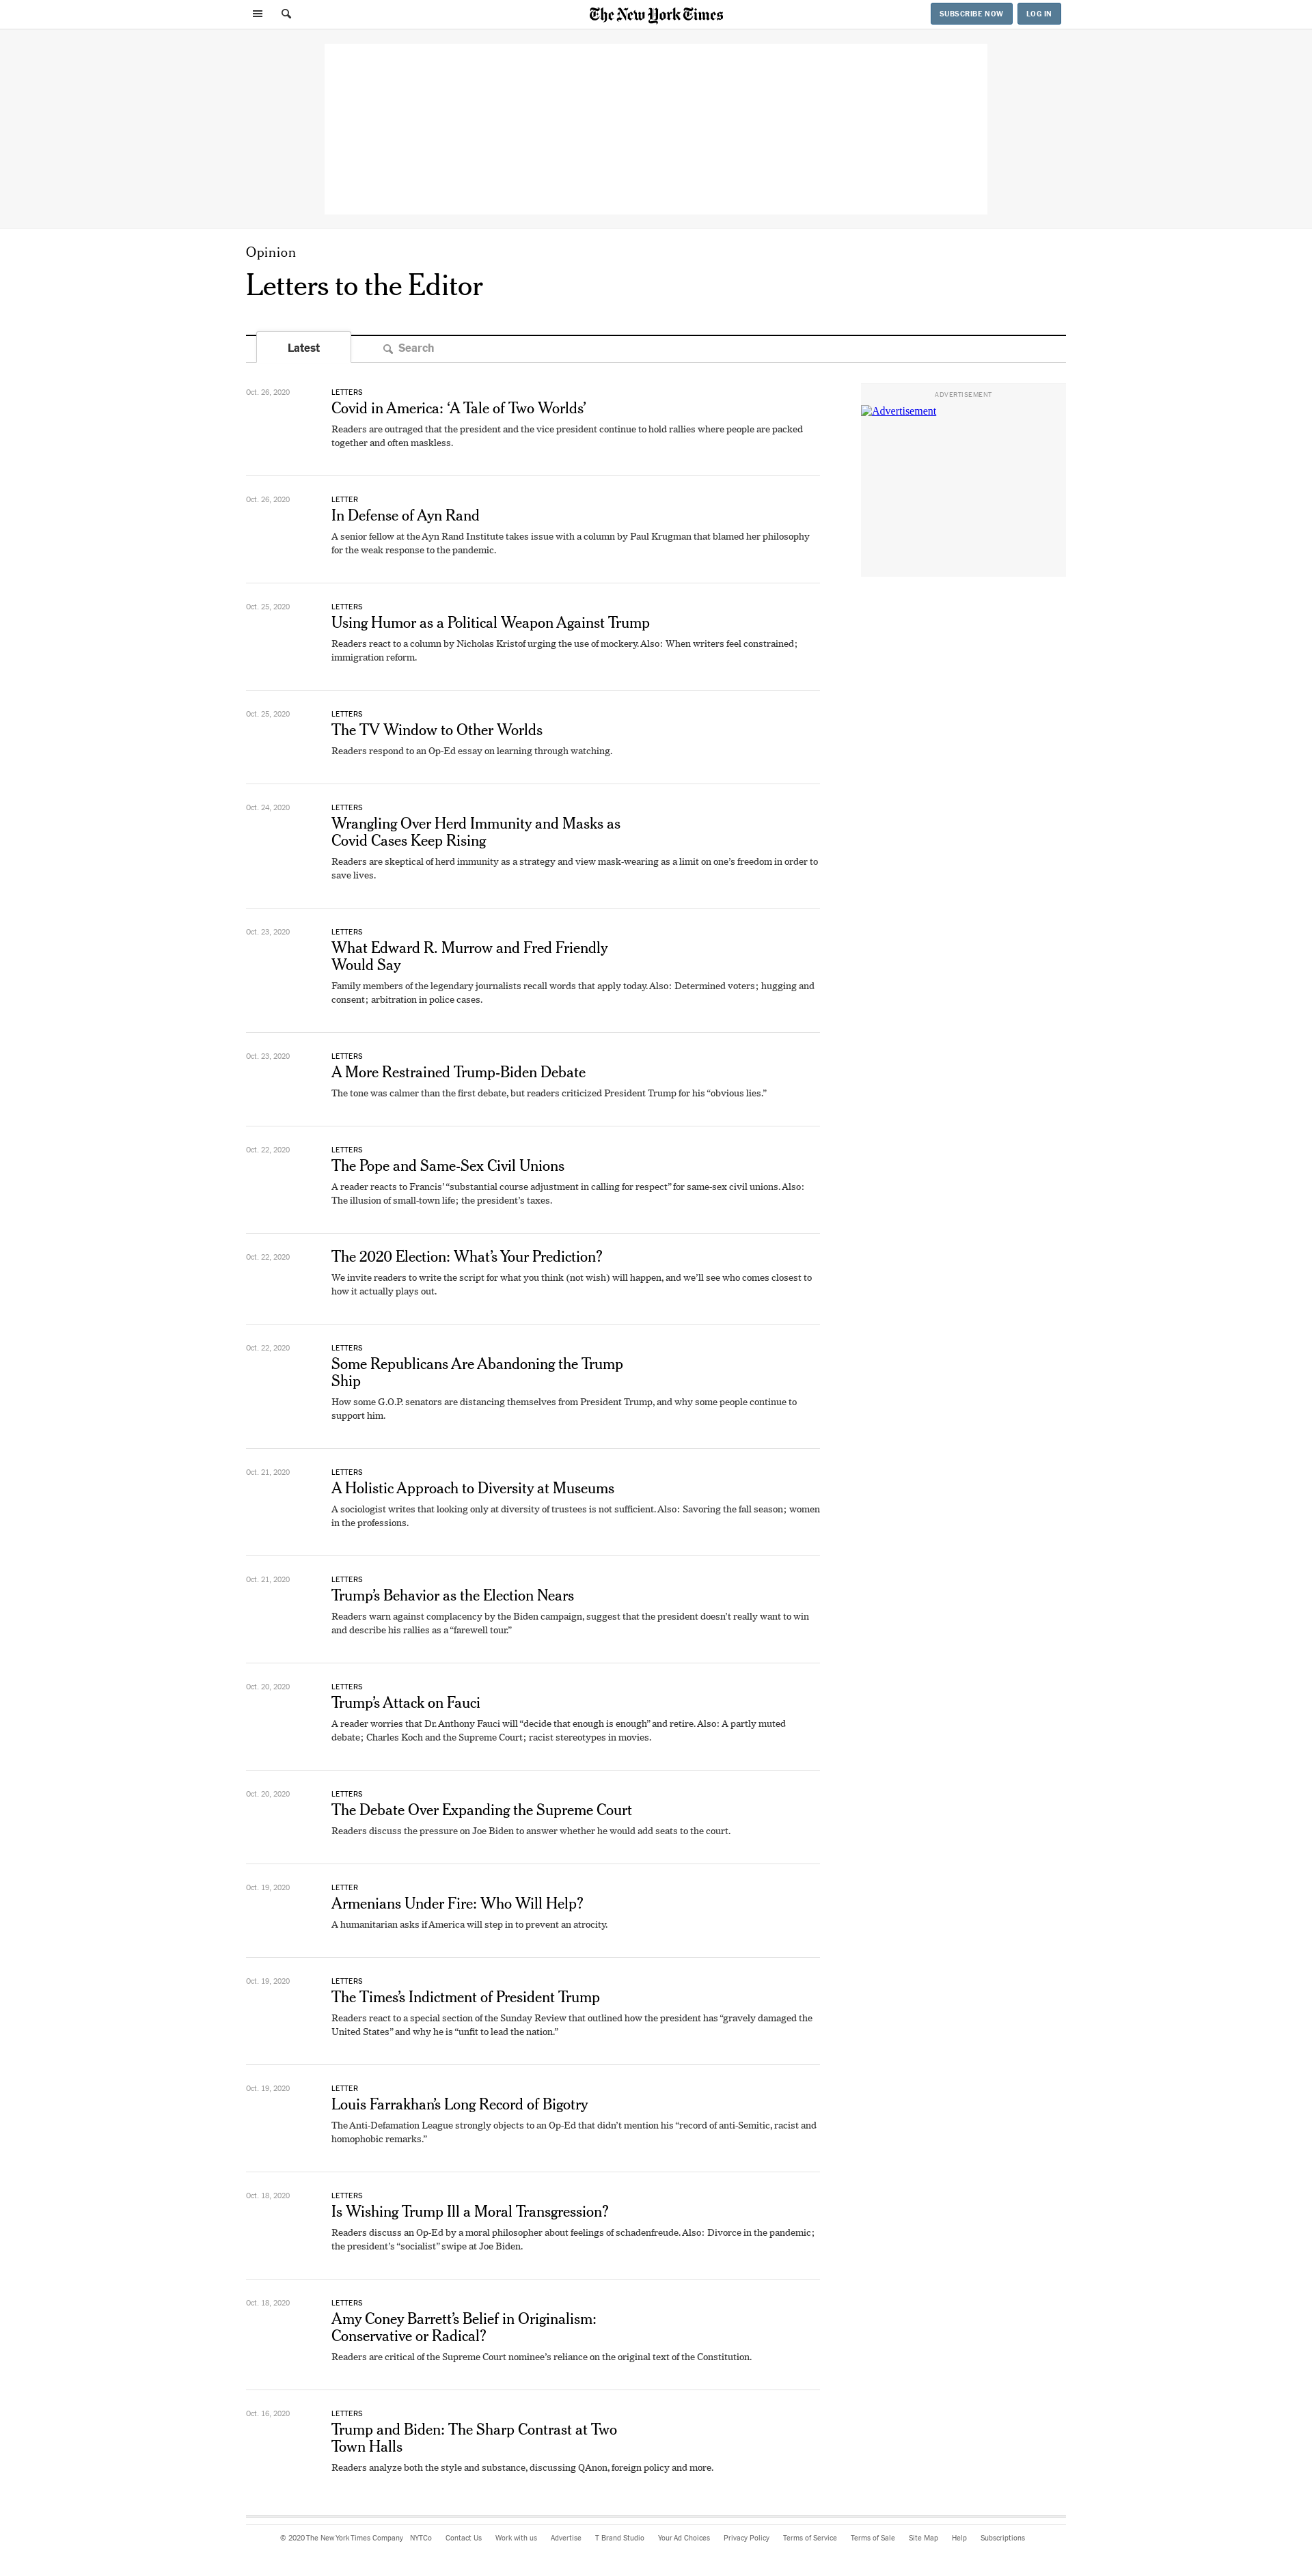 The New York Times
SUBSCRIBE NOW
LOG IN
Opinion
Letters to the Editor
Latest
Search
Oct. 26, 2020
LETTERS
Covid in America: ‘A Tale of Two Worlds’
Readers are outraged that the president and the vice president continue to hold rallies where people are packed
together and often maskless.
ADVERTISEMENT
Advertisement
Oct. 26, 2020
LETTER
In Defense of Ayn Rand
A senior fellow at the Ayn Rand Institute takes issue with a column by Paul Krugman that blamed her philosophy
for the weak response to the pandemic.
Oct. 25, 2020
LETTERS
Using Humor as a Political Weapon Against Trump
Readers react to a column by Nicholas Kristof urging the use of mockery. Also: When writers feel constrained;
immigration reform.
Oct. 25, 2020
LETTERS
The TV Window to Other Worlds
Readers respond to an Op-Ed essay on learning through watching.
Oct. 24, 2020
LETTERS
Wrangling Over Herd Immunity and Masks as
Covid Cases Keep Rising
Readers are skeptical of herd immunity as a strategy and view mask-wearing as a limit on one’s freedom in order to
save lives.
Oct. 23, 2020
LETTERS
What Edward R. Murrow and Fred Friendly
Would Say
Family members of the legendary journalists recall words that apply today. Also: Determined voters; hugging and
consent; arbitration in police cases.
Oct. 23, 2020
LETTERS
A More Restrained Trump-Biden Debate
The tone was calmer than the first debate, but readers criticized President Trump for his “obvious lies.”
Oct. 22, 2020
LETTERS
The Pope and Same-Sex Civil Unions
A reader reacts to Francis’ “substantial course adjustment in calling for respect” for same-sex civil unions. Also:
The illusion of small-town life; the president’s taxes.
Oct. 22, 2020
The 2020 Election: What’s Your Prediction?
We invite readers to write the script for what you think (not wish) will happen, and we’ll see who comes closest to
how it actually plays out.
Oct. 22, 2020
LETTERS
Some Republicans Are Abandoning the Trump
Ship
How some G.O.P. senators are distancing themselves from President Trump, and why some people continue to
support him.
Oct. 21, 2020
LETTERS
A Holistic Approach to Diversity at Museums
A sociologist writes that looking only at diversity of trustees is not sufficient. Also: Savoring the fall season; women
in the professions.
Oct. 21, 2020
LETTERS
Trump’s Behavior as the Election Nears
Readers warn against complacency by the Biden campaign, suggest that the president doesn’t really want to win
and describe his rallies as a “farewell tour.”
Oct. 20, 2020
LETTERS
Trump’s Attack on Fauci
A reader worries that Dr. Anthony Fauci will “decide that enough is enough” and retire. Also: A partly muted
debate; Charles Koch and the Supreme Court; racist stereotypes in movies.
Oct. 20, 2020
LETTERS
The Debate Over Expanding the Supreme Court
Readers discuss the pressure on Joe Biden to answer whether he would add seats to the court.
Oct. 19, 2020
LETTER
Armenians Under Fire: Who Will Help?
A humanitarian asks if America will step in to prevent an atrocity.
Oct. 19, 2020
LETTERS
The Times’s Indictment of President Trump
Readers react to a special section of the Sunday Review that outlined how the president has “gravely damaged the
United States” and why he is “unfit to lead the nation.”
Oct. 19, 2020
LETTER
Louis Farrakhan’s Long Record of Bigotry
The Anti-Defamation League strongly objects to an Op-Ed that didn’t mention his “record of anti-Semitic, racist and
homophobic remarks.”
Oct. 18, 2020
LETTERS
Is Wishing Trump Ill a Moral Transgression?
Readers discuss an Op-Ed by a moral philosopher about feelings of schadenfreude. Also: Divorce in the pandemic;
the president’s “socialist” swipe at Joe Biden.
Oct. 18, 2020
LETTERS
Amy Coney Barrett’s Belief in Originalism:
Conservative or Radical?
Readers are critical of the Supreme Court nominee’s reliance on the original text of the Constitution.
Oct. 16, 2020
LETTERS
Trump and Biden: The Sharp Contrast at Two
Town Halls
Readers analyze both the style and substance, discussing QAnon, foreign policy and more.
© 2020 The New York Times Company NYTCo Contact Us Work with us Advertise T Brand Studio Your Ad Choices Privacy Policy Terms of Service Terms of Sale Site Map Help Subscriptions